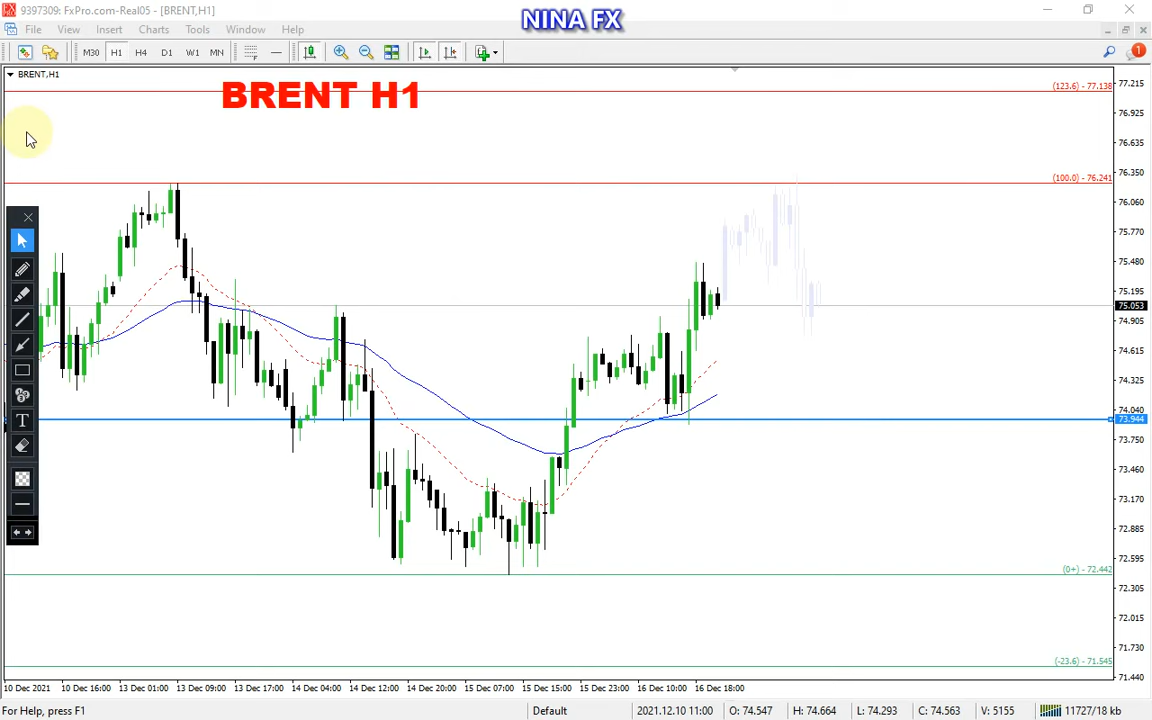 9397309: FxPro.com-Real05 - [BRENT,H1]
NINA FX
File View Insert Charts Tools Window Help
M30 H1 H4 D1 W1 MN
1
BRENT,H1
BRENT H1
(123.6) - 77.138
(100.0) - 76.241
(0+) - 72.442
(-23.6) - 71.545
77.215
76.925
76.635
76.350
76.060
75.770
75.480
75.195
75.053
74.905
74.615
74.325
74.040
73.944
73.750
73.460
73.170
72.885
72.595
72.305
72.015
71.730
71.440
T
10 Dec 2021 10 Dec 16:00 13 Dec 01:00 13 Dec 09:00 13 Dec 17:00 14 Dec 04:00 14 Dec 12:00 14 Dec 20:00 15 Dec 07:00 15 Dec 15:00 15 Dec 23:00 16 Dec 10:00 16 Dec 18:00
For Help, press F1 Default 2021.12.10 11:00 O: 74.547 H: 74.664 L: 74.293 C: 74.563 V: 5155 11727/18 kb